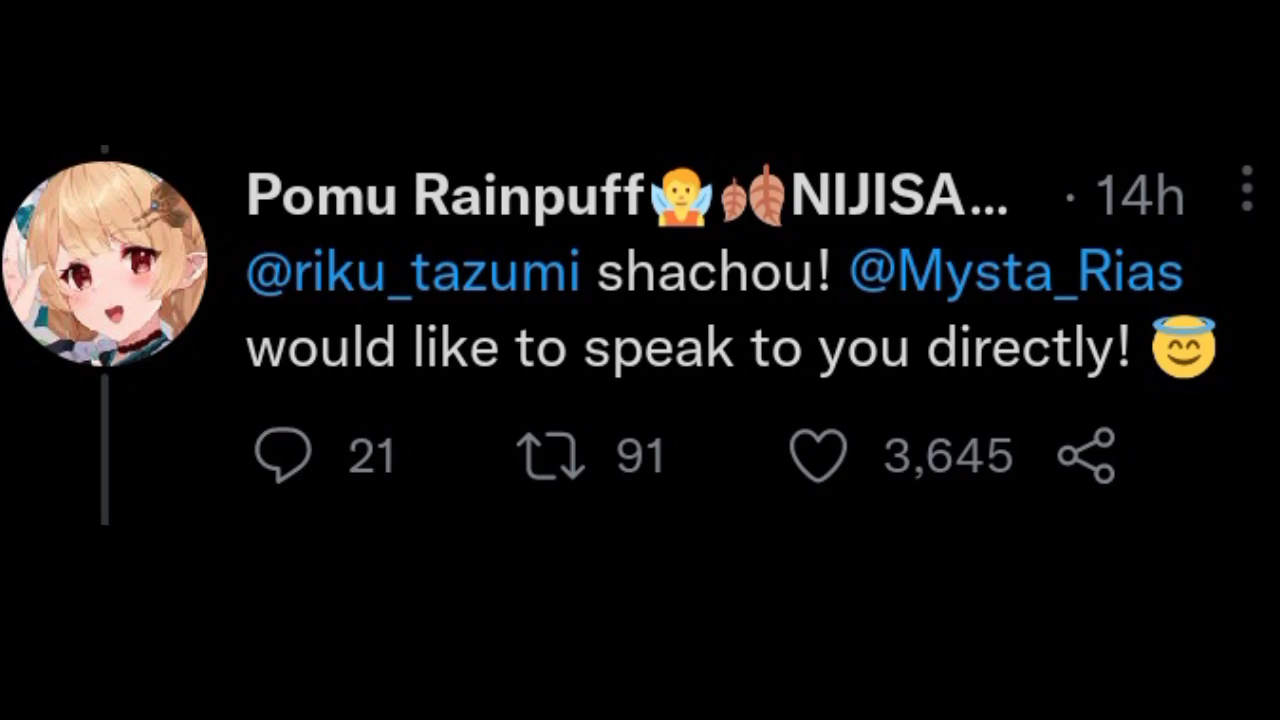 Pomu Rainpuff🧚🍂NIJISA... · 14h
@riku_tazumi shachou! @Mysta_Rias
would like to speak to you directly! 😇
21 91 3,645